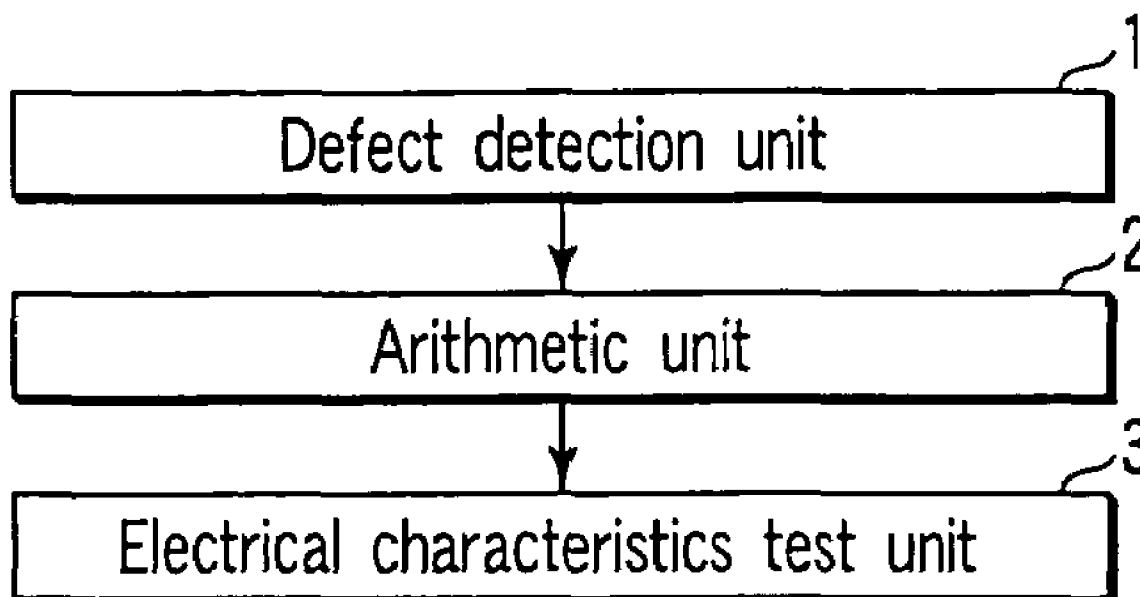 1
Defect detection unit
2
Arithmetic unit
3
Electrical characteristics test unit